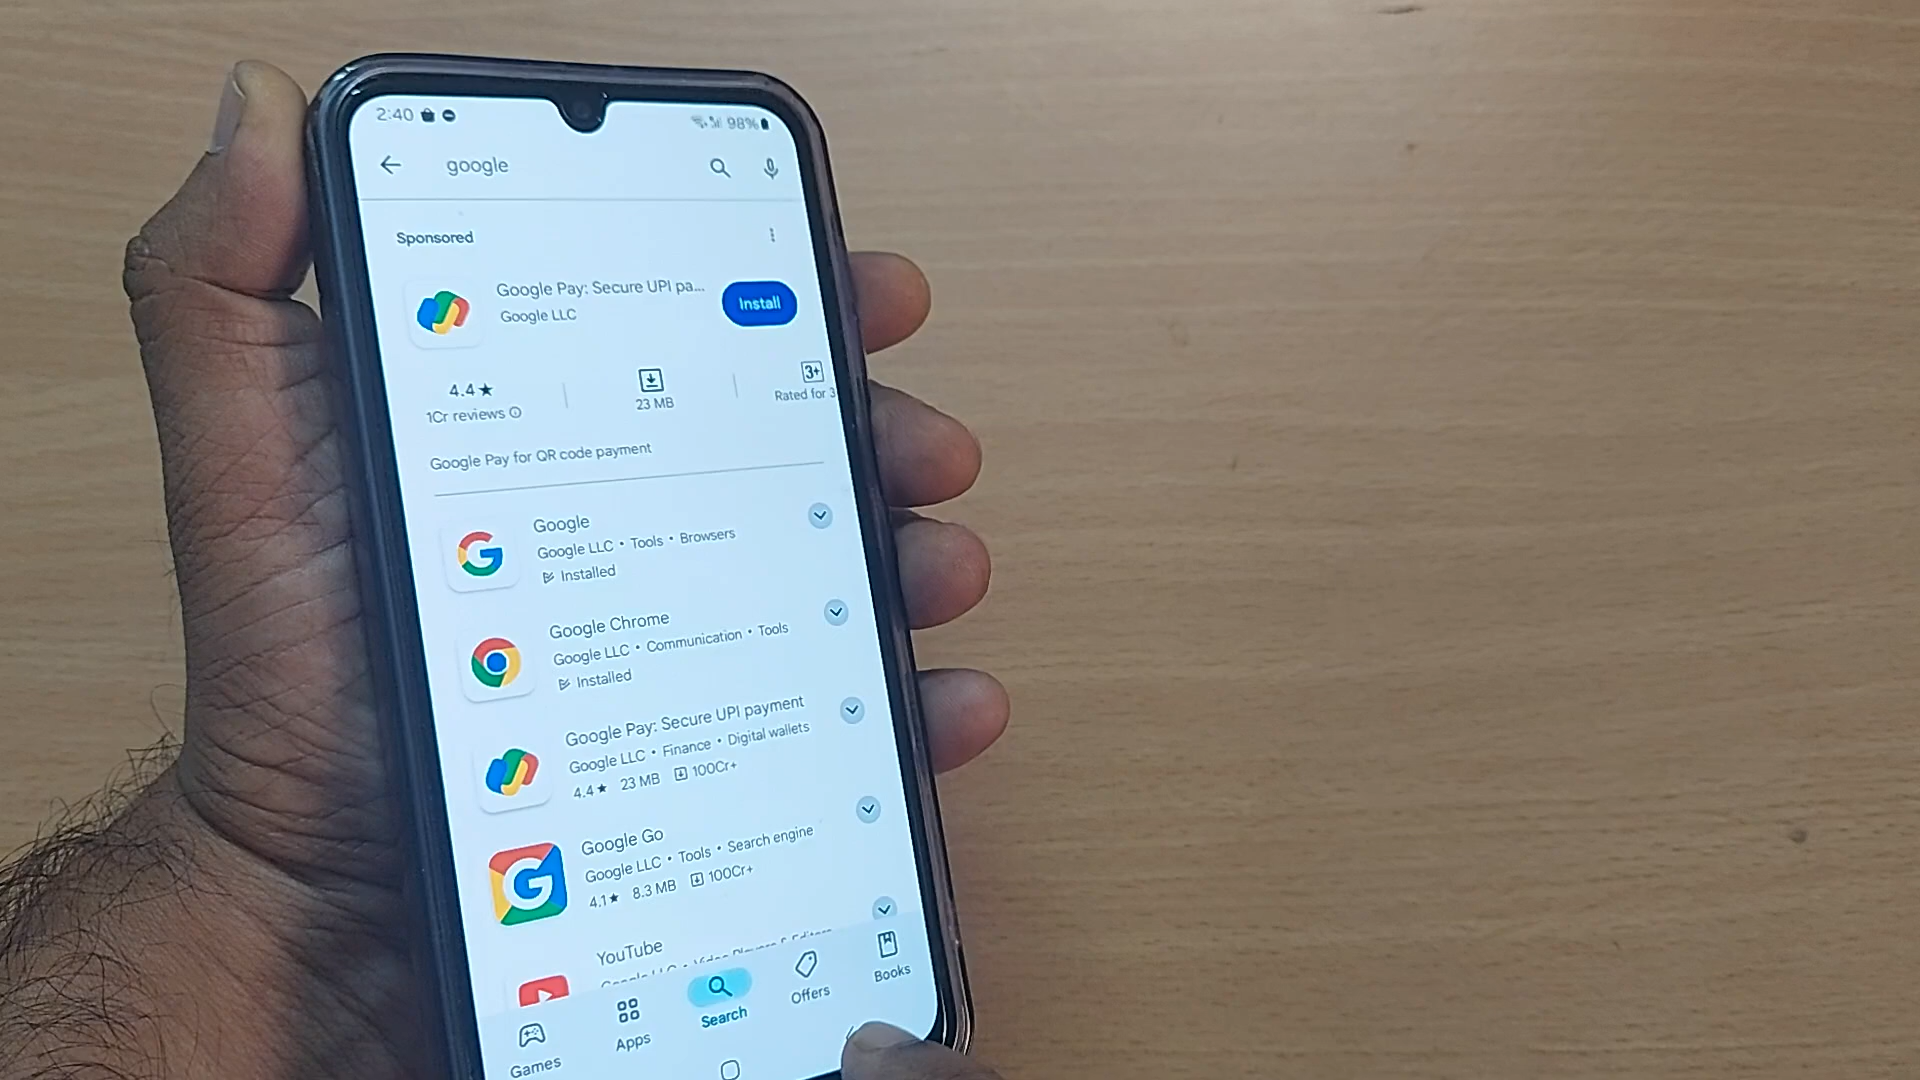 2:40
98%
google
Sponsored
Google Pay: Secure UPI pa...
Install
Google LLC
4.4★
1Cr reviews
23 MB
3+
Rated for 3
Google Pay for QR code payment
Google
Google LLC • Tools • Browsers
Installed
Google Chrome
Google LLC • Communication • Tools
Installed
Google Pay: Secure UPI payment
Google LLC • Finance • Digital wallets
4.4★ 23 MB 100Cr+
Google Go
Google LLC • Tools • Search engine
4.1★ 8.3 MB 100Cr+
YouTube
Games
Apps
Search
Offers
Books